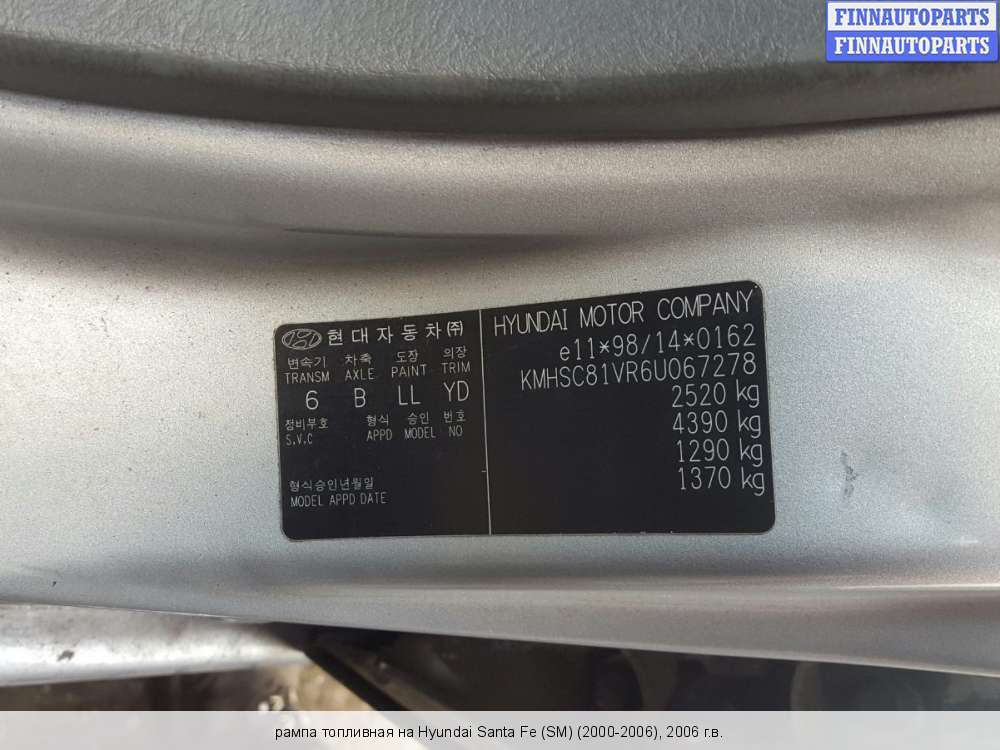 FINNAUTOPARTS
FINNAUTOPARTS
현대자동차㈜
변속기 차축 도장 의장
TRANSM AXLE PAINT TRIM
6 B LL YD
정비부호 형식 승인 번호
S.V.C APPD MODEL NO
형식승인년월일
MODEL APPD DATE
HYUNDAI MOTOR COMPANY
e11*98/14*0162
KMHSC81VR6U067278
2520 kg
4390 kg
1290 kg
1370 kg
рампа топливная на Hyundai Santa Fe (SM) (2000-2006), 2006 г.в.